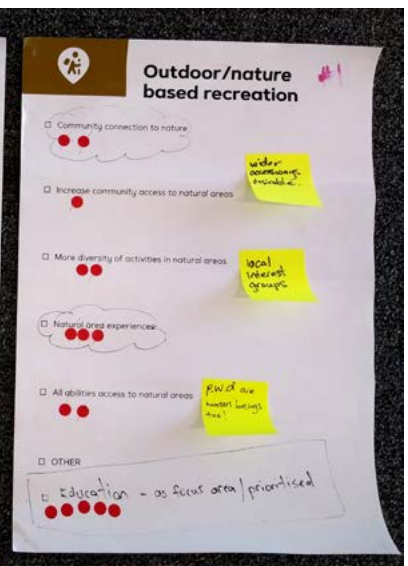 Outdoor/nature
based recreation
#1
Community connection to nature
wider
accessways
desirable.
Increase community access to natural areas
More diversity of activities in natural areas
local
interest
groups
Natural area experiences
All abilities access to natural areas
P.W.D are
human beings
too!
OTHER
Education - as focus area/prioritised